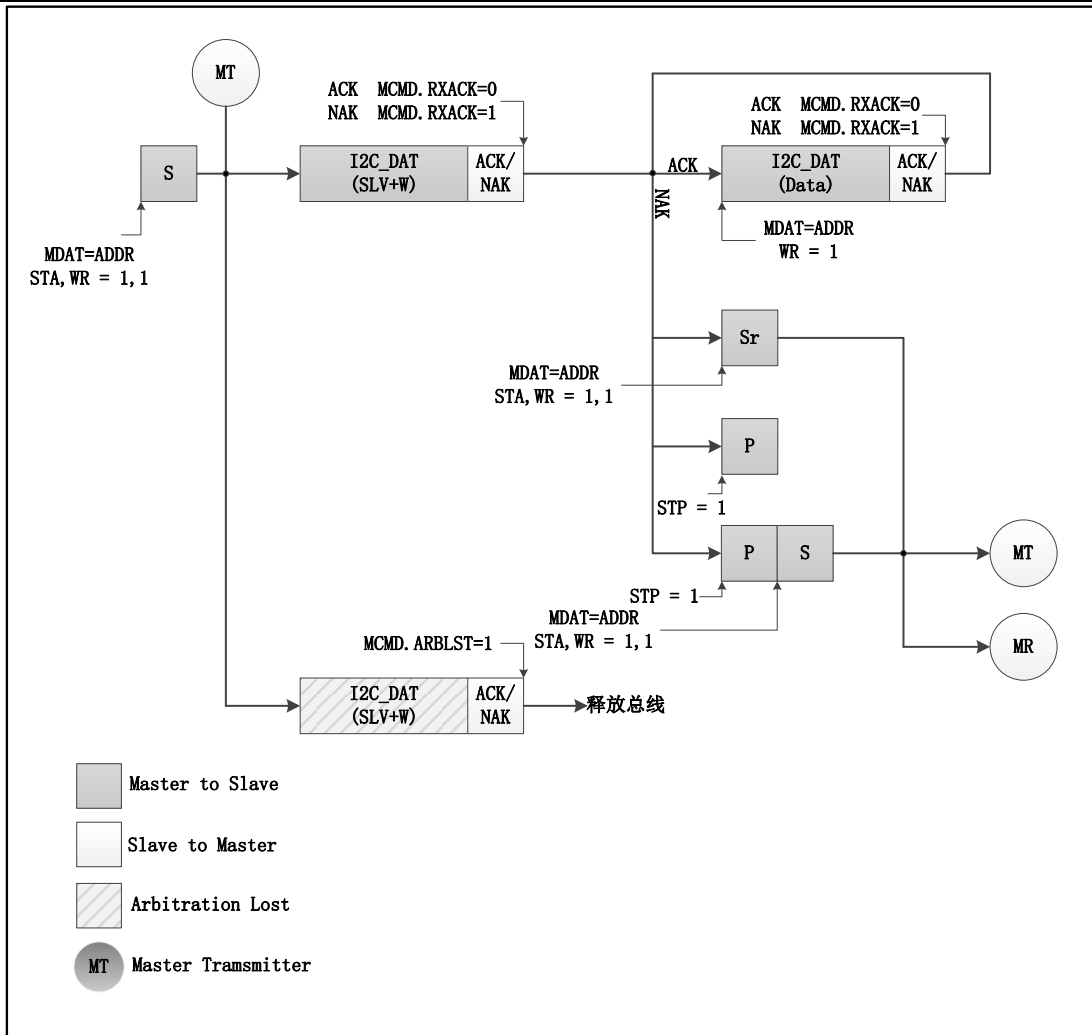 MT
ACK MCMD.RXACK=0
NAK MCMD.RXACK=1
S
I2C_DAT
(SLV+W)
ACK/
NAK
MDAT=ADDR
STA,WR = 1,1
ACK
NAK
ACK MCMD.RXACK=0
NAK MCMD.RXACK=1
I2C_DAT
(Data)
ACK/
NAK
MDAT=ADDR
WR = 1
Sr
MDAT=ADDR
STA,WR = 1,1
P
STP = 1
P
S
STP = 1
MDAT=ADDR
STA,WR = 1,1
MT
MR
MCMD.ARBLST=1
I2C_DAT
(SLV+W)
ACK/
NAK
释放总线
Master to Slave
Slave to Master
Arbitration Lost
MT
Master Tramsmitter